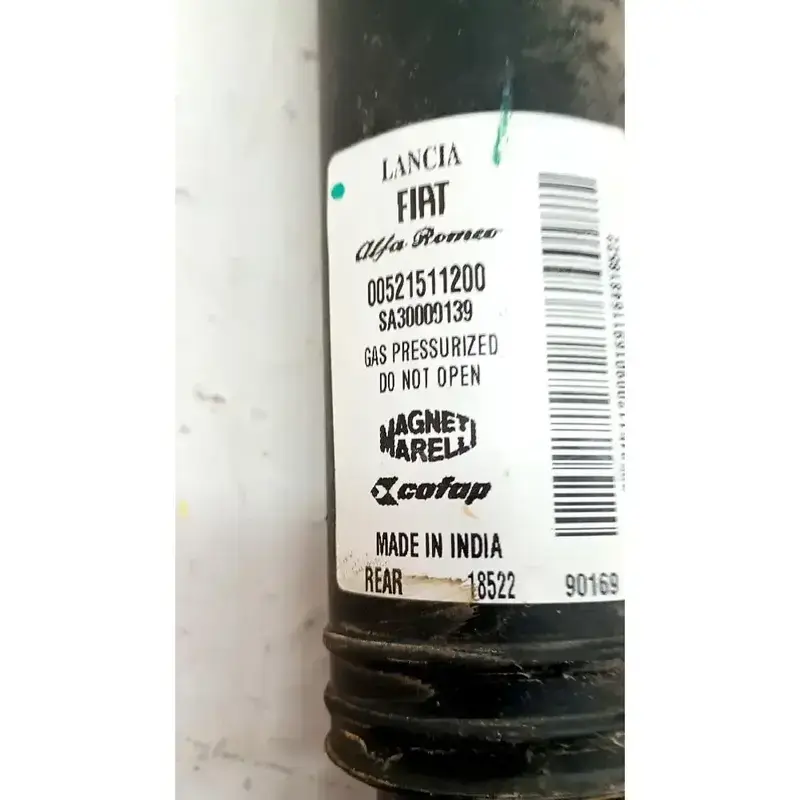 LANCIA
FIAT
Alfa Romeo
00521511200
SA30000139
GAS PRESSURIZED
DO NOT OPEN
MAGNETI
MARELLI
cofap
MADE IN INDIA
REAR 18522 90169